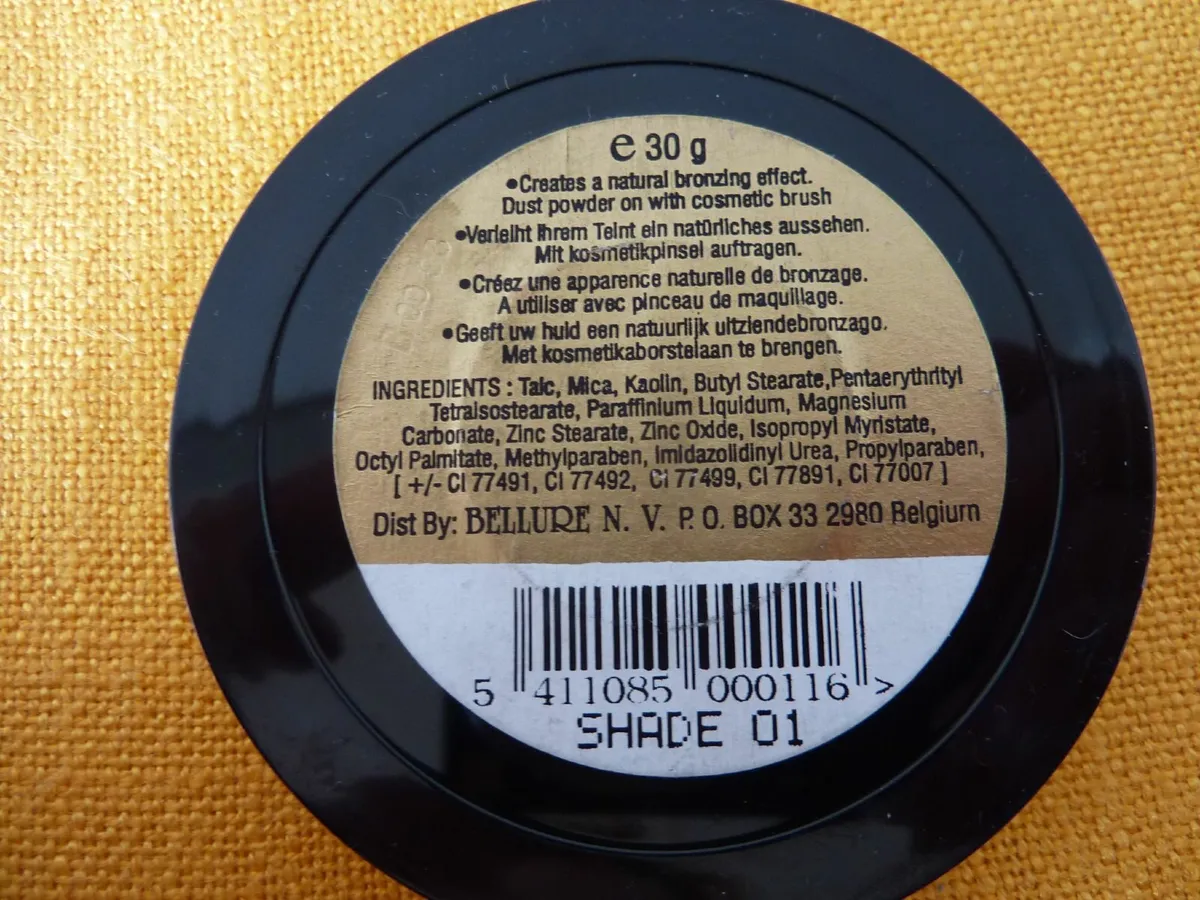 e 30 g
•Creates a natural bronzing effect.
Dust powder on with cosmetic brush
•Verleiht Ihrem Teint ein natürliches aussehen.
Mit kosmetikpinsel auftragen.
•Créez une apparence naturelle de bronzage.
A utiliser avec pinceau de maquillage.
•Geeft uw huid een natuurlijk uitziendebronzago.
Met kosmetikaborstelaan te brengen.
INGREDIENTS : Talc, Mica, Kaolin, Butyl Stearate,Pentaerythrityl
Tetraisostearate, Paraffinium Liquidum, Magnesium
Carbonate, Zinc Stearate, Zinc Oxide, Isopropyl Myristate,
Octyl Palmitate, Methylparaben, Imidazolidinyl Urea, Propylparaben,
[ +/- CI 77491, CI 77492, CI 77499, CI 77891, CI 77007 ]
Dist By: BELLURE N. V. P. O. BOX 33 2980 Belgium
5 411085 000116 >
SHADE 01